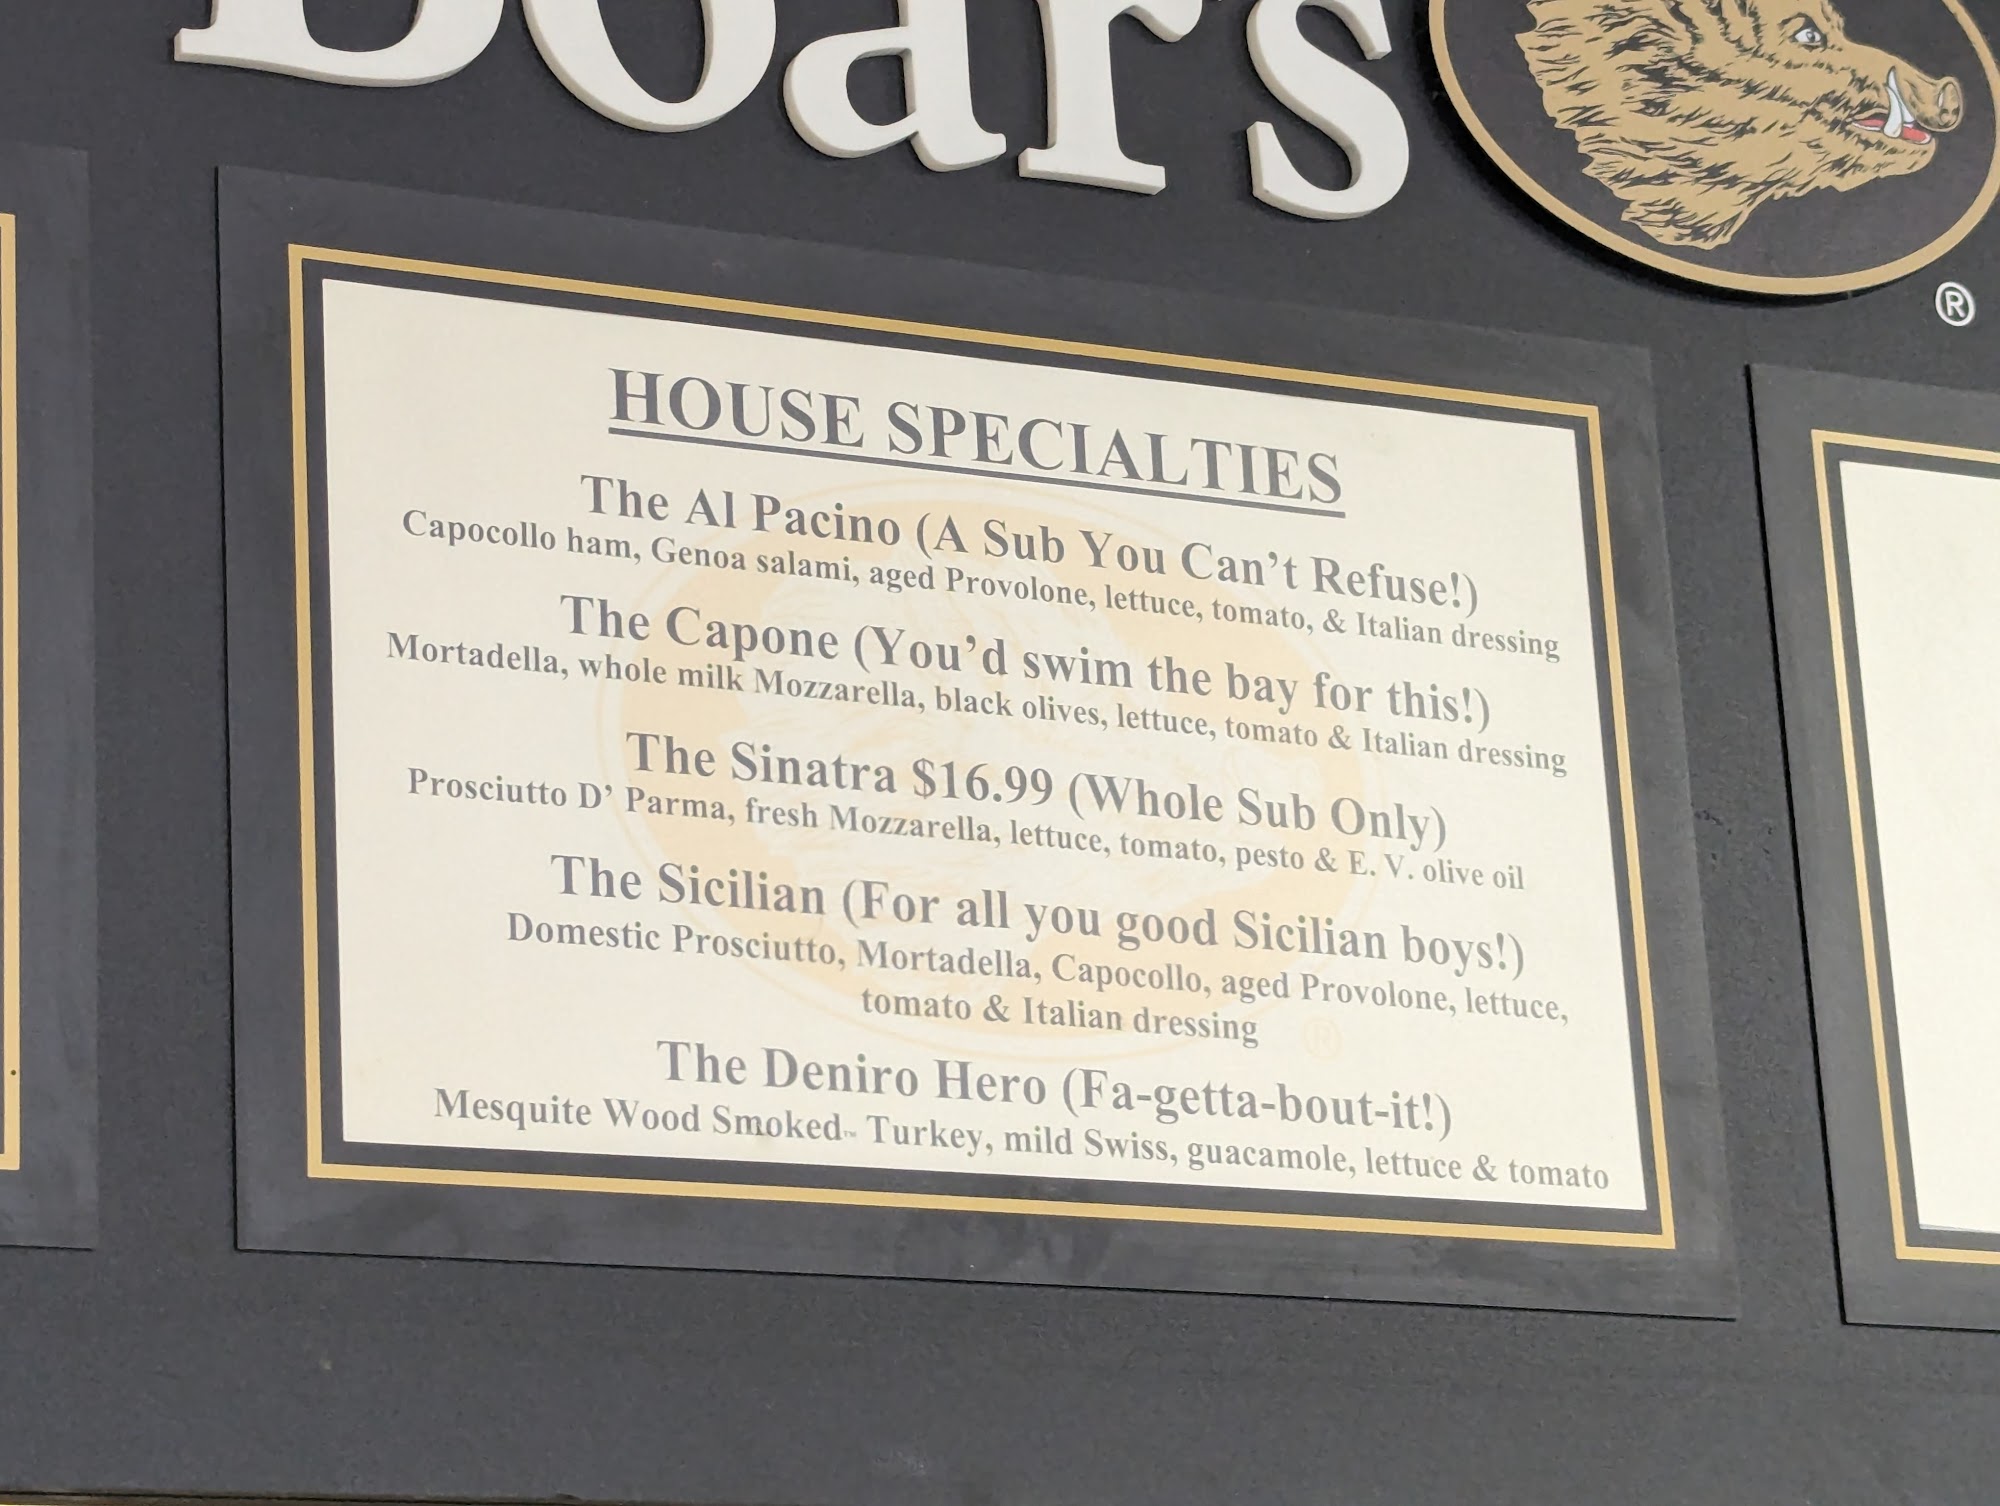 Boar's
®
HOUSE SPECIALTIES
The Al Pacino (A Sub You Can't Refuse!)
Capocollo ham, Genoa salami, aged Provolone, lettuce, tomato, & Italian dressing
The Capone (You'd swim the bay for this!)
Mortadella, whole milk Mozzarella, black olives, lettuce, tomato & Italian dressing
The Sinatra $16.99 (Whole Sub Only)
Prosciutto D' Parma, fresh Mozzarella, lettuce, tomato, pesto & E. V. olive oil
The Sicilian (For all you good Sicilian boys!)
Domestic Prosciutto, Mortadella, Capocollo, aged Provolone, lettuce,
tomato & Italian dressing
®
The Deniro Hero (Fa-getta-bout-it!)
Mesquite Wood Smoked™ Turkey, mild Swiss, guacamole, lettuce & tomato